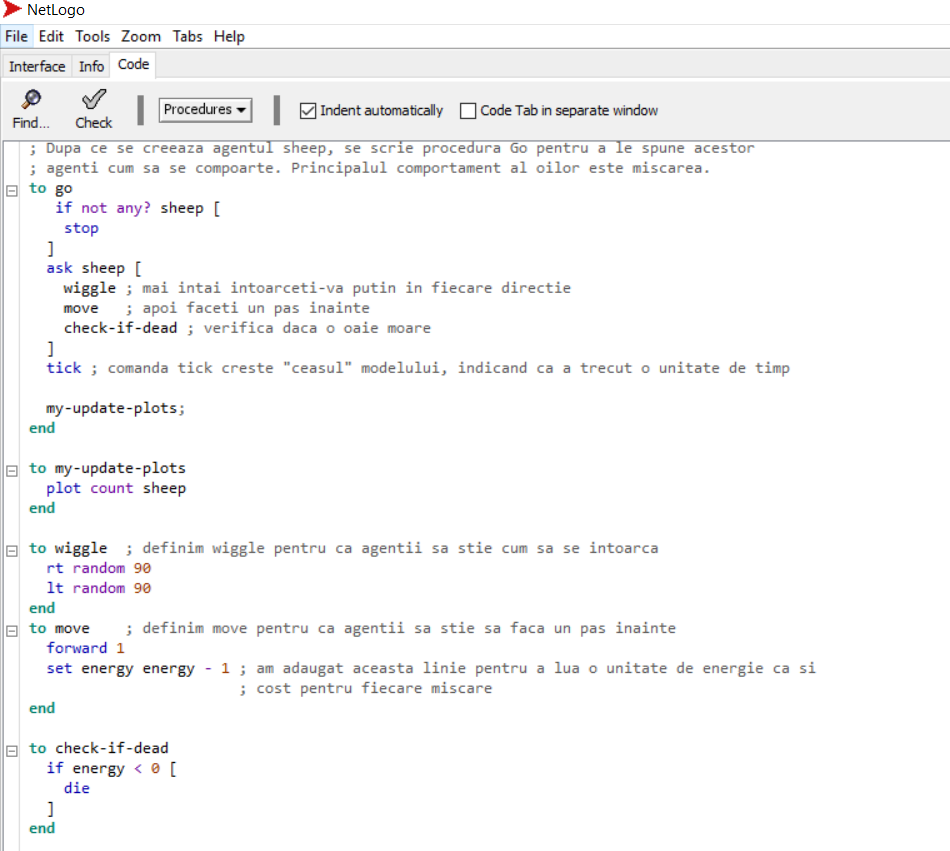 NetLogo
File Edit Tools Zoom Tabs Help
Interface Info Code
Find... Check Procedures Indent automatically Code Tab in separate window
; Dupa ce se creeaza agentul sheep, se scrie procedura Go pentru a le spune acestor
; agenti cum sa se compoarte. Principalul comportament al oilor este miscarea.
to go
if not any? sheep [
stop
]
ask sheep [
wiggle ; mai intai intoarceti-va putin in fiecare directie
move ; apoi faceti un pas inainte
check-if-dead ; verifica daca o oaie moare
]
tick ; comanda tick creste "ceasul" modelului, indicand ca a trecut o unitate de timp
my-update-plots;
end
to my-update-plots
plot count sheep
end
to wiggle ; definim wiggle pentru ca agentii sa stie cum sa se intoarca
rt random 90
lt random 90
end
to move ; definim move pentru ca agentii sa stie sa faca un pas inainte
forward 1
set energy energy - 1 ; am adaugat aceasta linie pentru a lua o unitate de energie ca si
; cost pentru fiecare miscare
end
to check-if-dead
if energy < 0 [
die
]
end